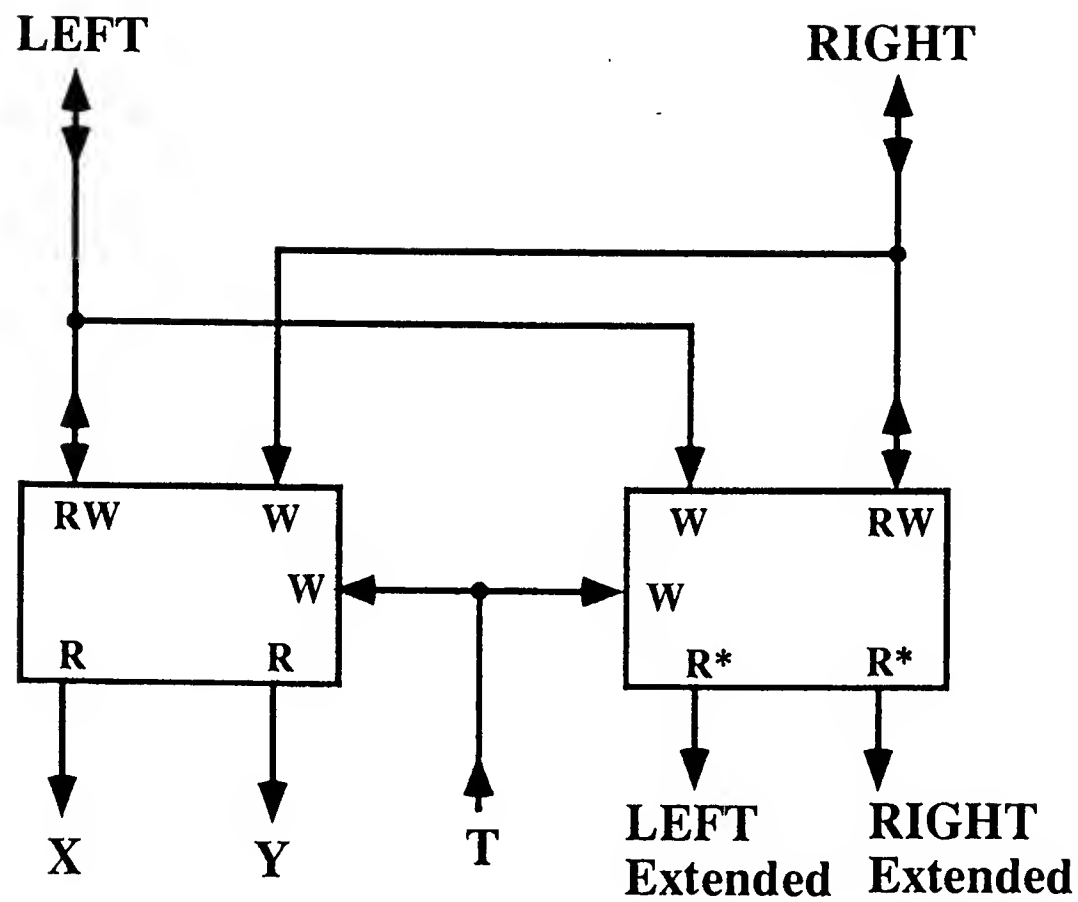 LEFT
RIGHT
RW
W
W
RW
W
W
R
R
R*
R*
X
Y
T
LEFT
Extended
RIGHT
Extended